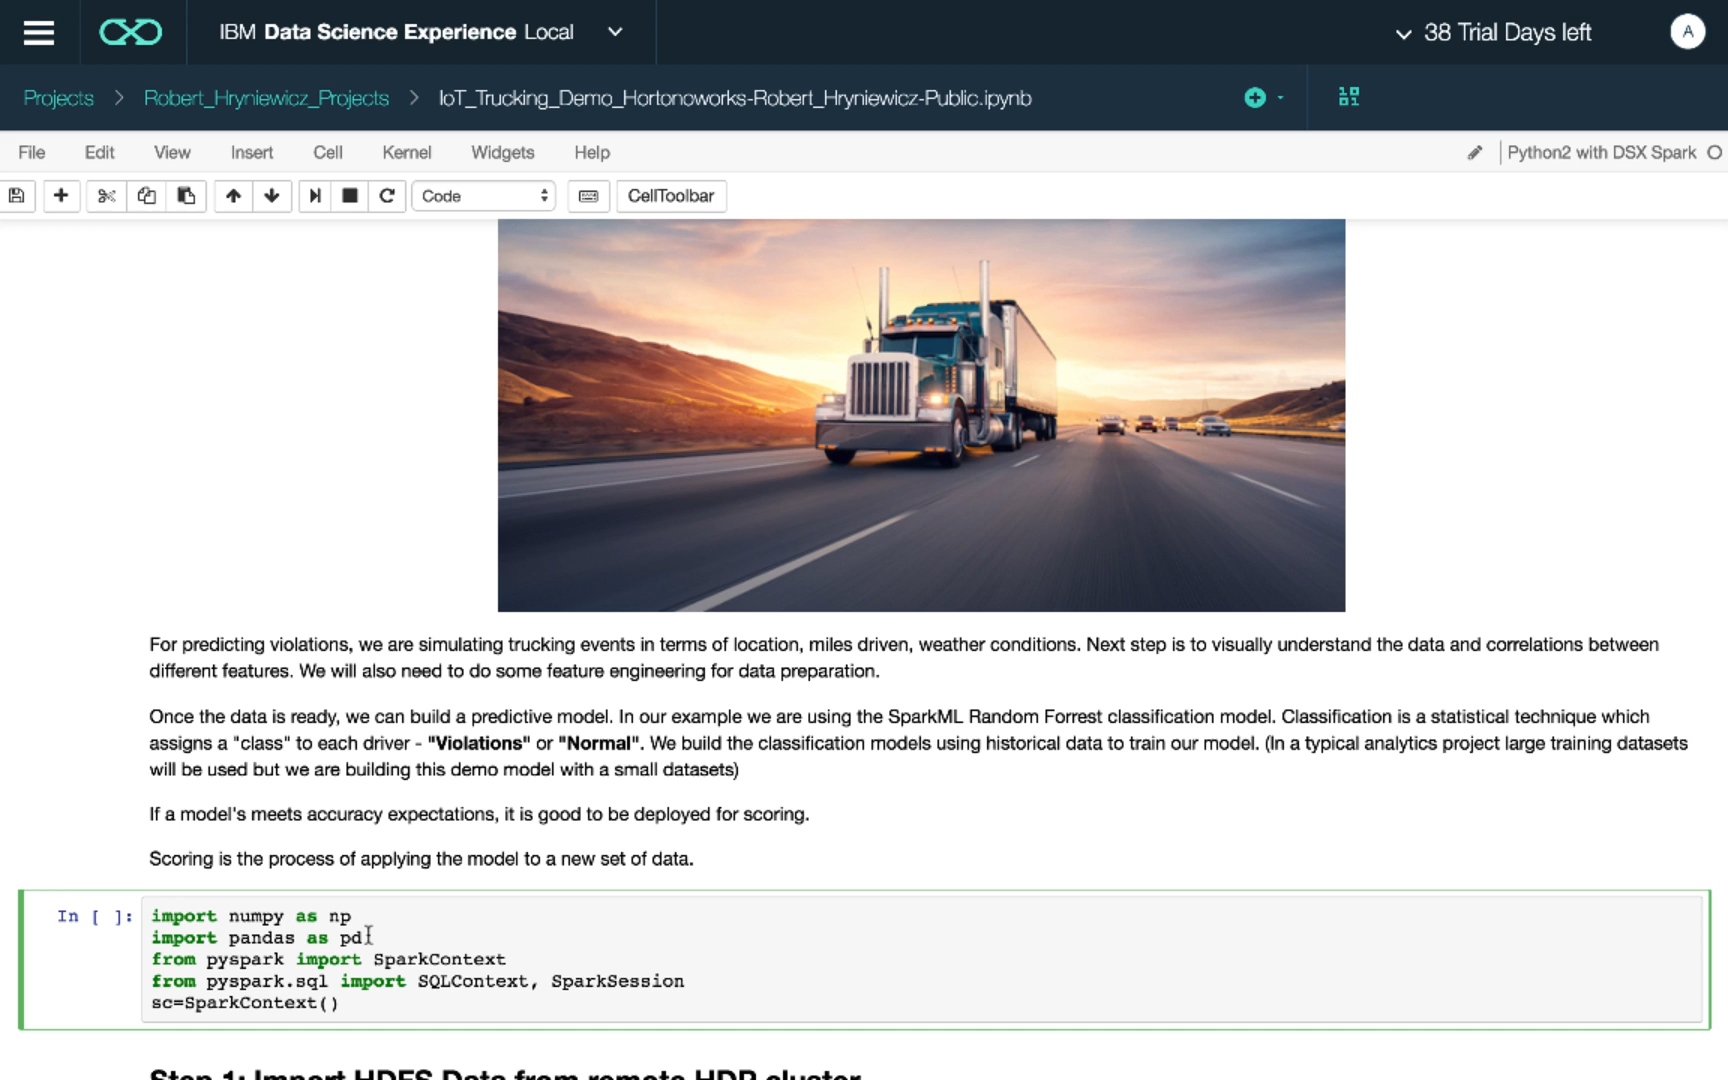 IBM Data Science Experience Local
38 Trial Days left
A
Projects > Robert_Hryniewicz_Projects > IoT_Trucking_Demo_Hortonoworks-Robert_Hryniewicz-Public.ipynb
File Edit View Insert Cell Kernel Widgets Help
Python2 with DSX Spark
Code
CellToolbar
For predicting violations, we are simulating trucking events in terms of location, miles driven, weather conditions. Next step is to visually understand the data and correlations between
different features. We will also need to do some feature engineering for data preparation.
Once the data is ready, we can build a predictive model. In our example we are using the SparkML Random Forrest classification model. Classification is a statistical technique which
assigns a "class" to each driver - "Violations" or "Normal". We build the classification models using historical data to train our model. (In a typical analytics project large training datasets
will be used but we are building this demo model with a small datasets)
If a model's meets accuracy expectations, it is good to be deployed for scoring.
Scoring is the process of applying the model to a new set of data.
In [ ]:
import numpy as np
import pandas as pd
from pyspark import SparkContext
from pyspark.sql import SQLContext, SparkSession
sc=SparkContext()
Step 1: Import HDFS Data from remote HDP cluster